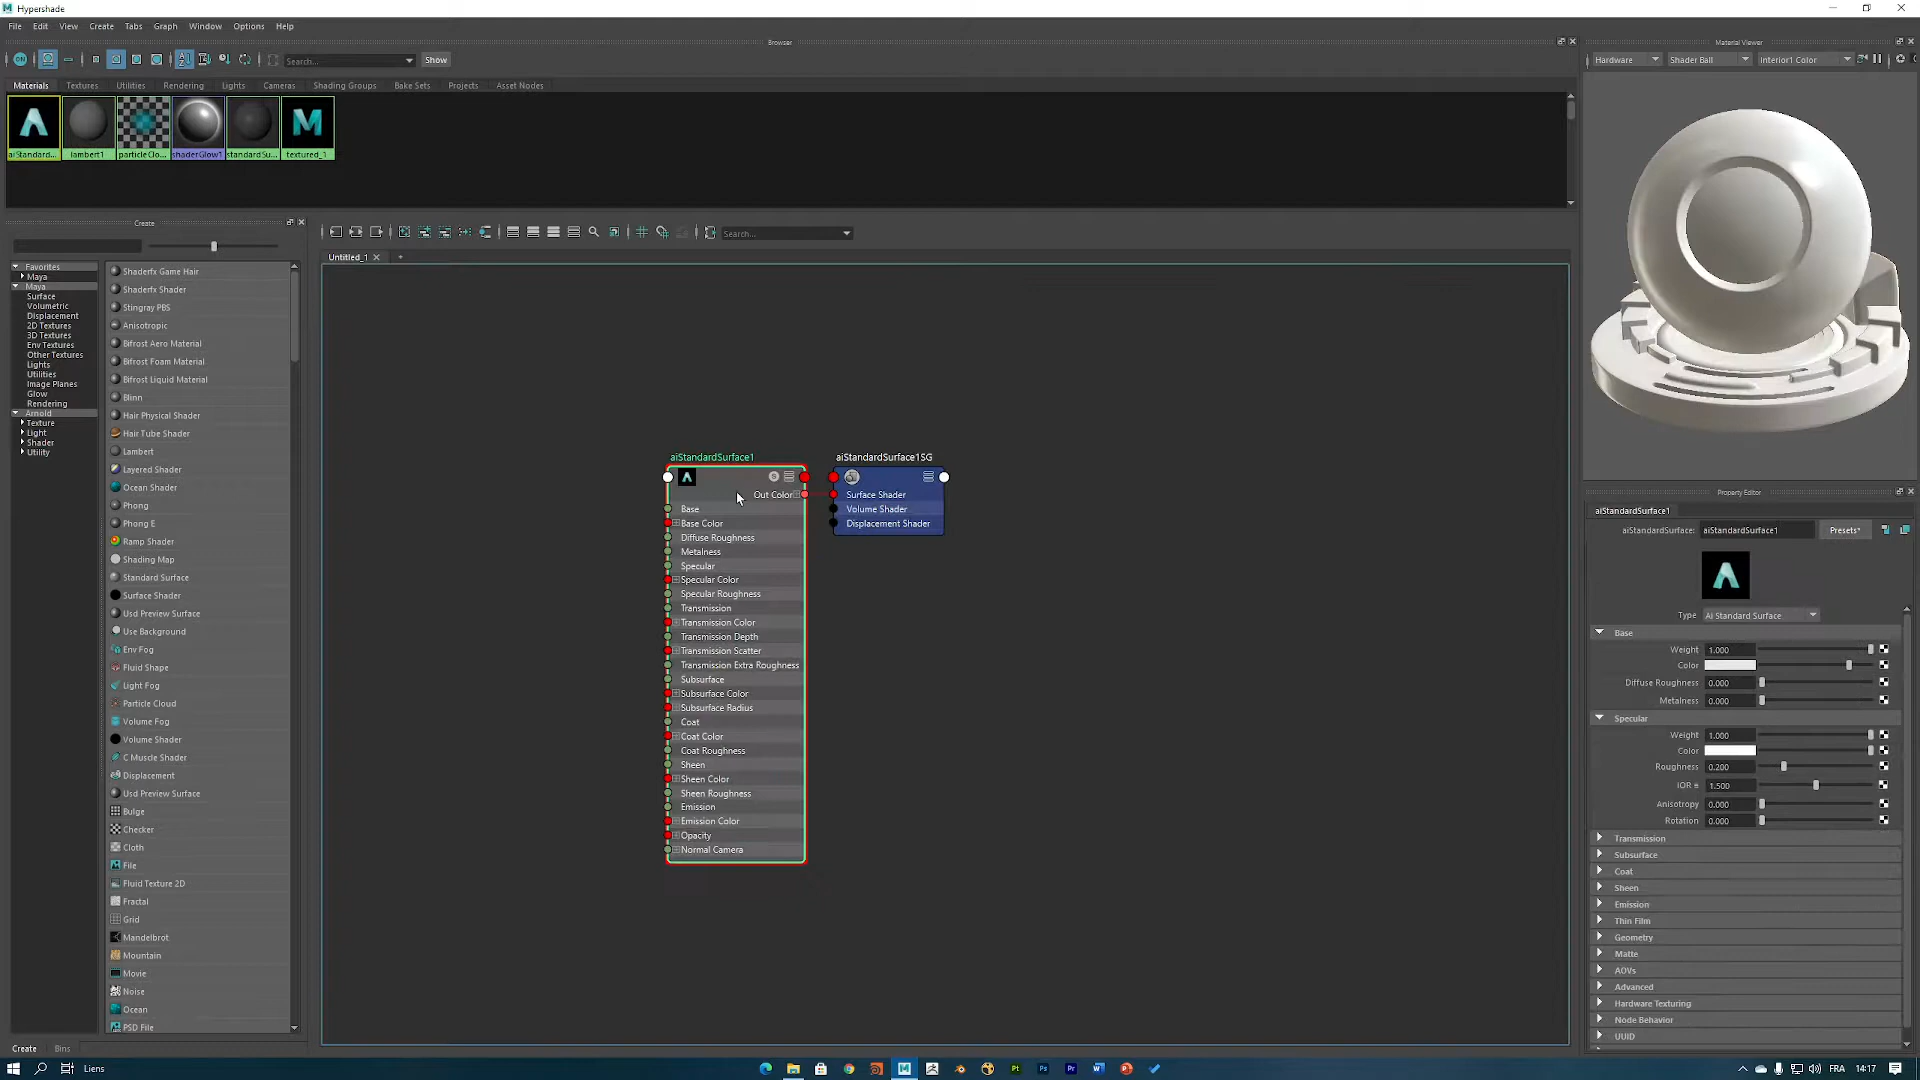 Hypershade
File Edit View Create Tabs Graph Window Options Help
Browser
ON
Search...
Show
Materials Textures Utilities Rendering Lights Cameras Shading Groups Bake Sets Projects Asset Nodes
aiStandard... lambert1 particleClo... shaderGlow1 standardSu... textured_1
Create
Favorites
Maya
Maya
Surface
Volumetric
Displacement
2D Textures
3D Textures
Env Textures
Other Textures
Lights
Utilities
Image Planes
Glow
Rendering
Arnold
Texture
Light
Shader
Utility
Shaderfx Game Hair
Shaderfx Shader
Stingray PBS
Anisotropic
Bifrost Aero Material
Bifrost Foam Material
Bifrost Liquid Material
Blinn
Hair Physical Shader
Hair Tube Shader
Lambert
Layered Shader
Ocean Shader
Phong
Phong E
Ramp Shader
Shading Map
Standard Surface
Surface Shader
Usd Preview Surface
Use Background
Env Fog
Fluid Shape
Light Fog
Particle Cloud
Volume Fog
Volume Shader
C Muscle Shader
Displacement
Usd Preview Surface
Bulge
Checker
Cloth
File
Fluid Texture 2D
Fractal
Grid
Mandelbrot
Mountain
Movie
Noise
Ocean
PSD File
Create Bins
Search...
Untitled_1
+
aiStandardSurface1
Out Color
Base
Base Color
Diffuse Roughness
Metalness
Specular
Specular Color
Specular Roughness
Transmission
Transmission Color
Transmission Depth
Transmission Scatter
Transmission Extra Roughness
Subsurface
Subsurface Color
Subsurface Radius
Coat
Coat Color
Coat Roughness
Sheen
Sheen Color
Sheen Roughness
Emission
Emission Color
Opacity
Normal Camera
aiStandardSurface1SG
Surface Shader
Volume Shader
Displacement Shader
Material Viewer
Hardware Shader Ball Interior1 Color
Property Editor
aiStandardSurface1
aiStandardSurface: aiStandardSurface1 Presets*
Type Ai Standard Surface
Base
Weight 1.000
Color
Diffuse Roughness 0.000
Metalness 0.000
Specular
Weight 1.000
Color
Roughness 0.200
IOR 1.500
Anisotropy 0.000
Rotation 0.000
Transmission
Subsurface
Coat
Sheen
Emission
Thin Film
Geometry
Matte
AOVs
Advanced
Hardware Texturing
Node Behavior
UUID
Liens
Pt Ps Pr
FRA 14:17